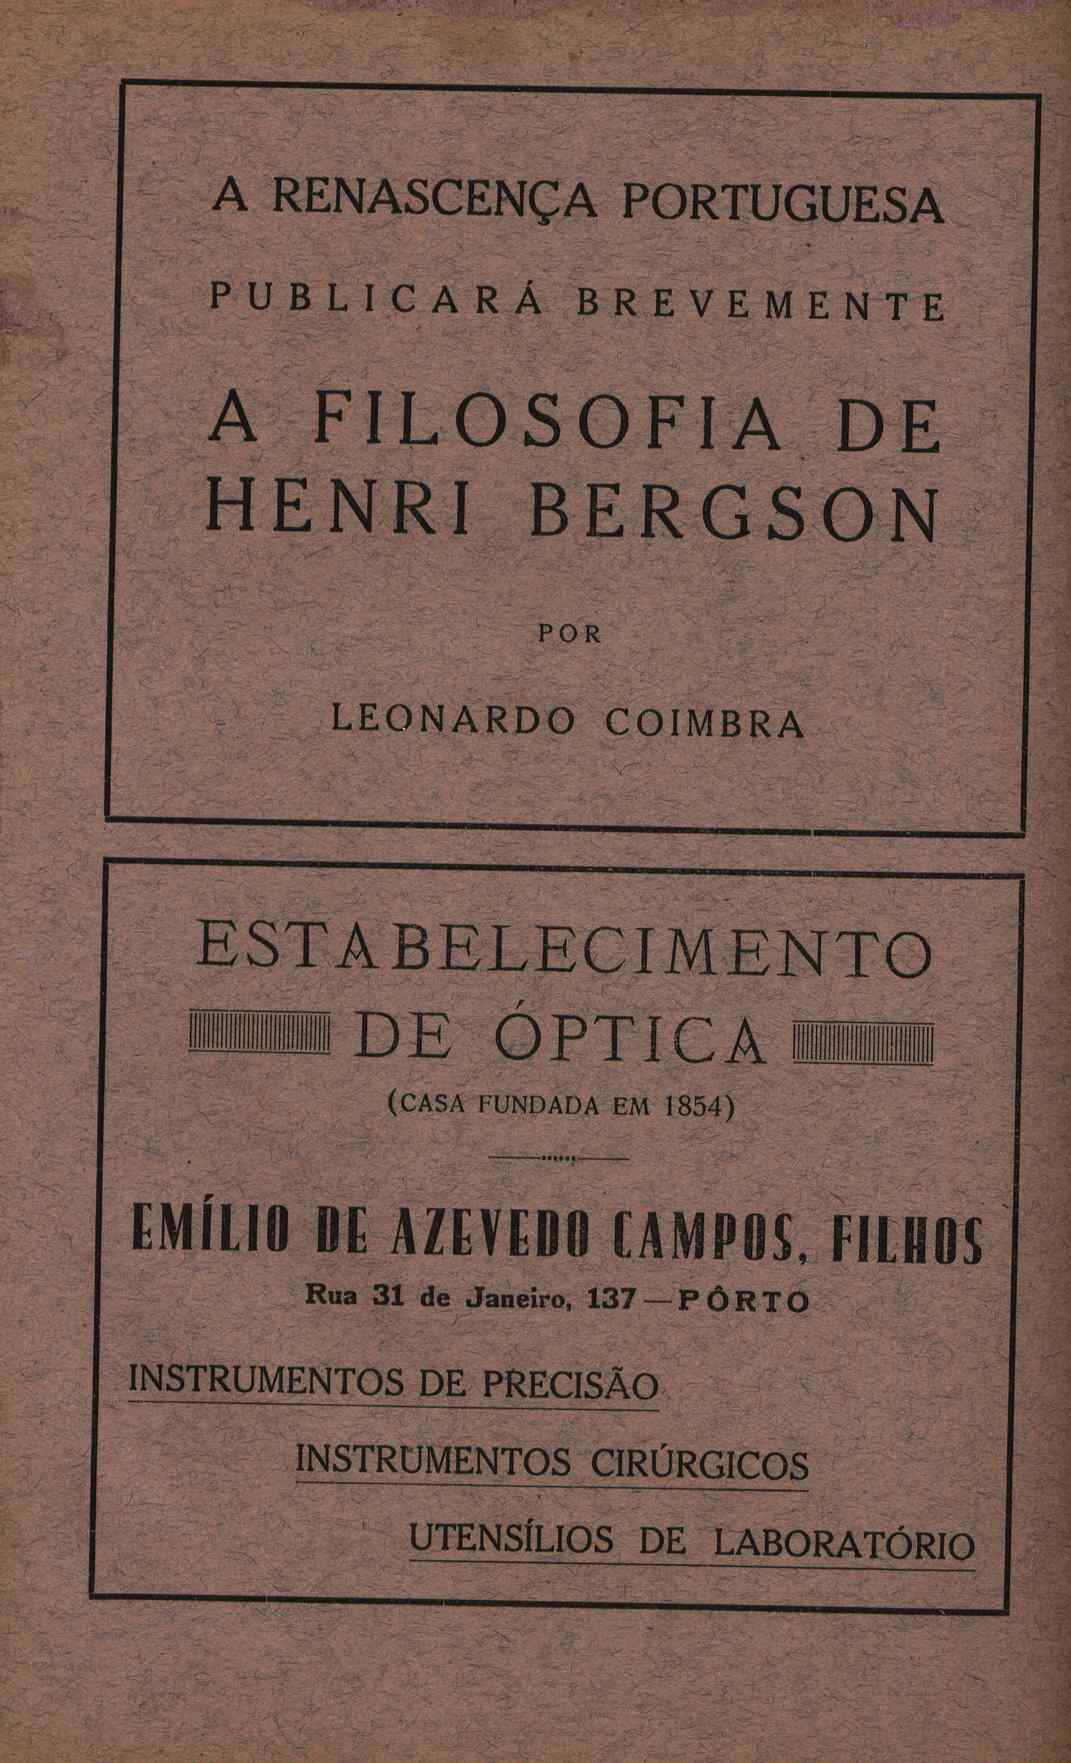 A RENASCENÇA PORTUGUESA
PUBLICARÁ BREVEMENTE
A FILOSOFIA DE
HENRI BERGSON
POR
LEONARDO COIMBRA
ESTABELECIMENTO
DE ÓPTICA
(CASA FUNDADA EM 1854)
EMÍLIO DE AZEVEDO CAMPOS, FILHOS
Rua 31 de Janeiro, 137 — PÔRTO
INSTRUMENTOS DE PRECISÃO
INSTRUMENTOS CIRÚRGICOS
UTENSÍLIOS DE LABORATÓRIO